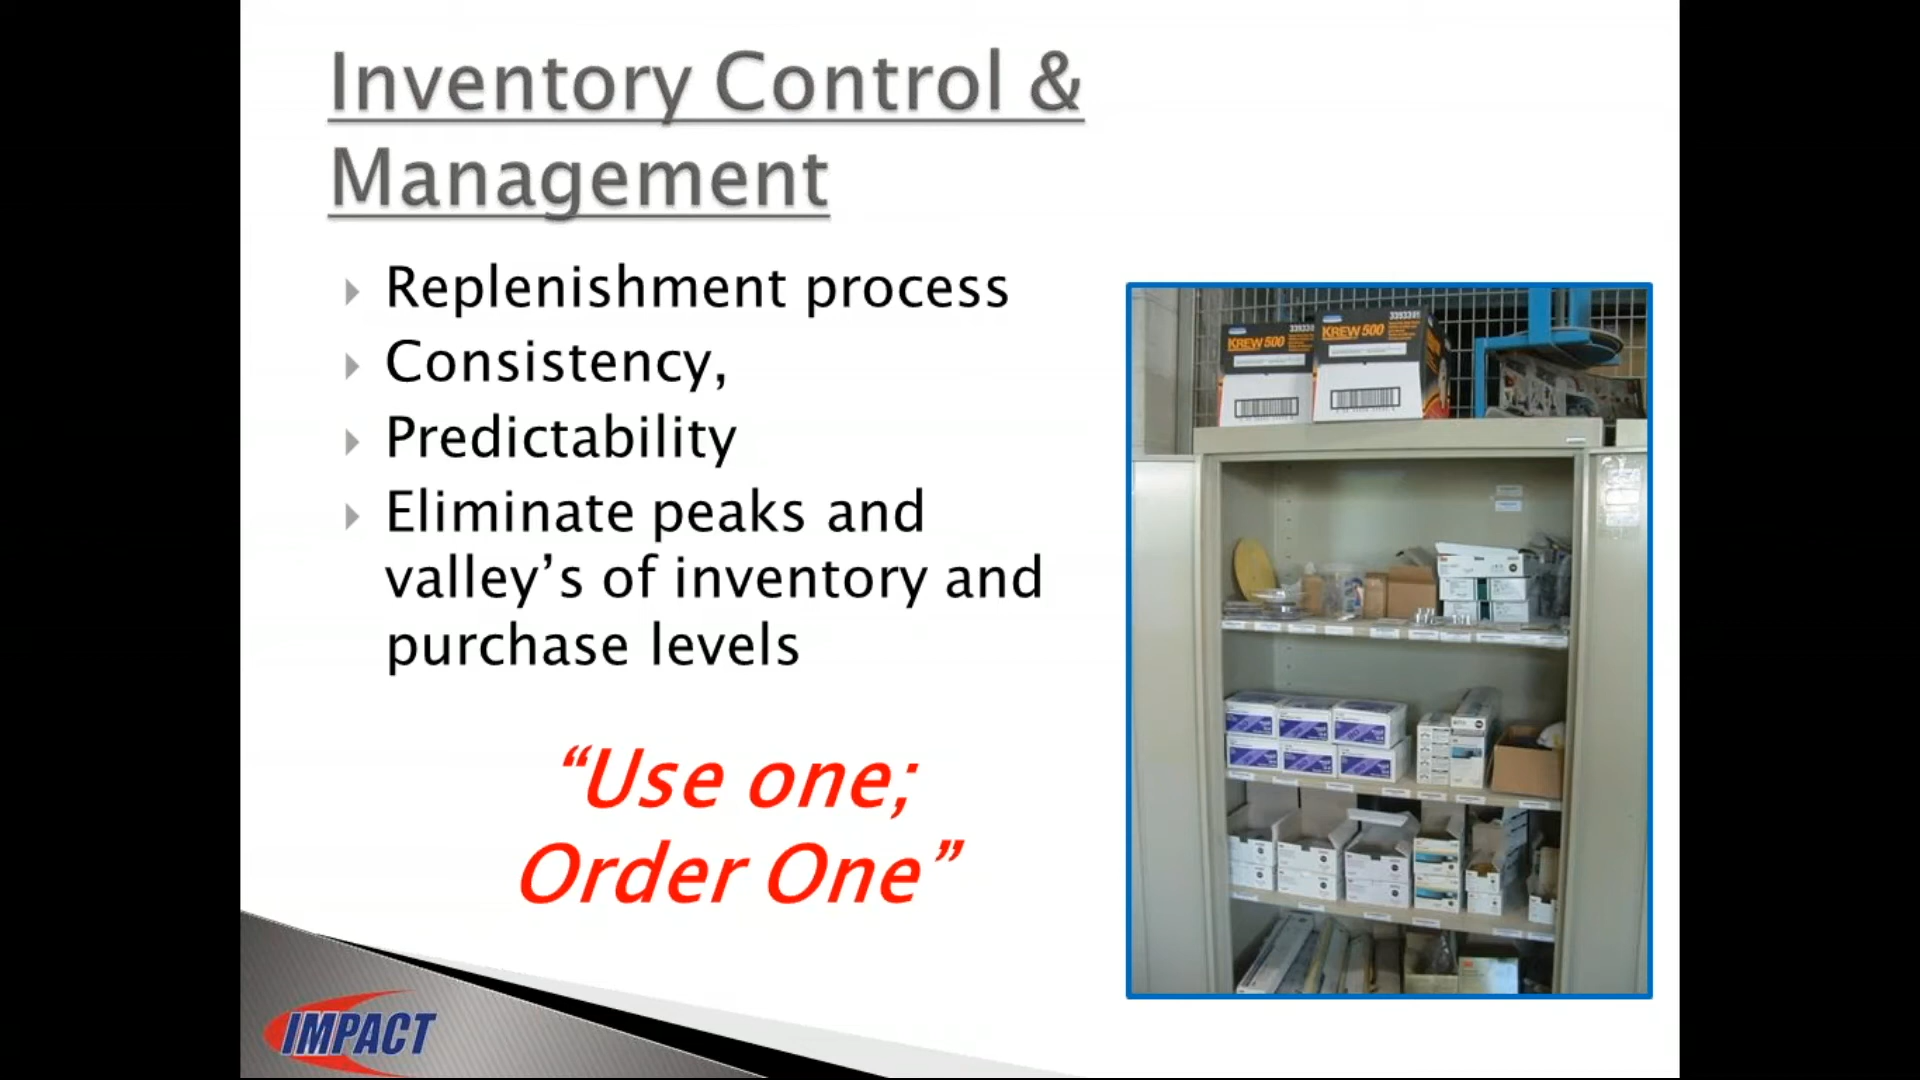 Inventory Control &
Management
Replenishment process
Consistency,
Predictability
Eliminate peaks and
valley’s of inventory and
purchase levels
“Use one;
Order One”
KREW 500
KREW 500
IMPACT